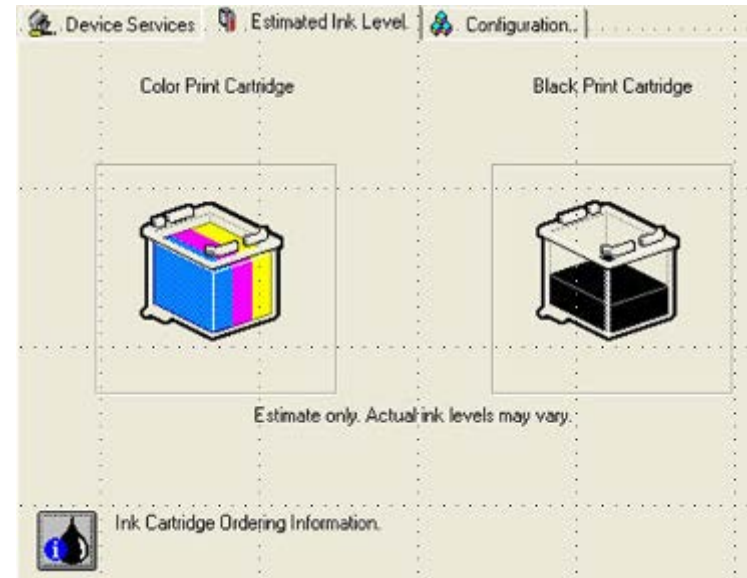 Device Services Estimated Ink Level Configuration..
Color Print Cartridge Black Print Cartridge
Estimate only. Actual ink levels may vary.
Ink Cartridge Ordering Information.